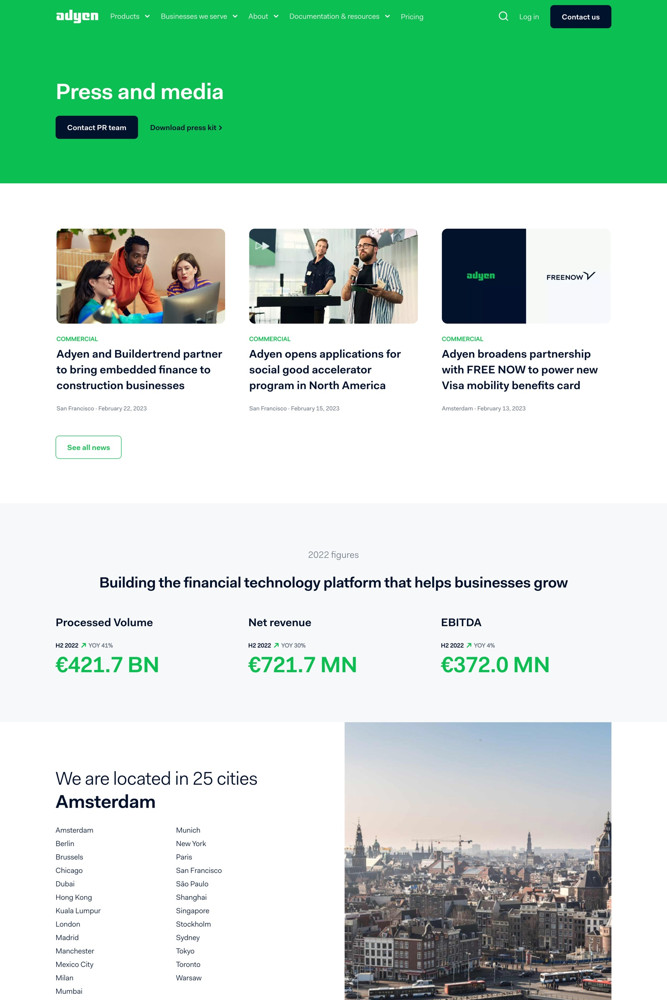 adyen Products Businesses we serve About Documentation & resources Pricing Log in Contact us
Press and media
Contact PR team Download press kit
adyen FREENOW
COMMERCIAL
Adyen and Buildertrend partner
to bring embedded finance to
construction businesses
San Francisco · February 22, 2023
COMMERCIAL
Adyen opens applications for
social good accelerator
program in North America
San Francisco · February 15, 2023
COMMERCIAL
Adyen broadens partnership
with FREE NOW to power new
Visa mobility benefits card
Amsterdam · February 13, 2023
See all news
2022 figures
Building the financial technology platform that helps businesses grow
Processed Volume
H2 2022 YOY 41%
€421.7 BN
Net revenue
H2 2022 YOY 30%
€721.7 MN
EBITDA
H2 2022 YOY 4%
€372.0 MN
We are located in 25 cities
Amsterdam
Amsterdam
Berlin
Brussels
Chicago
Dubai
Hong Kong
Kuala Lumpur
London
Madrid
Manchester
Mexico City
Milan
Mumbai
Munich
New York
Paris
San Francisco
São Paulo
Shanghai
Singapore
Stockholm
Sydney
Tokyo
Toronto
Warsaw